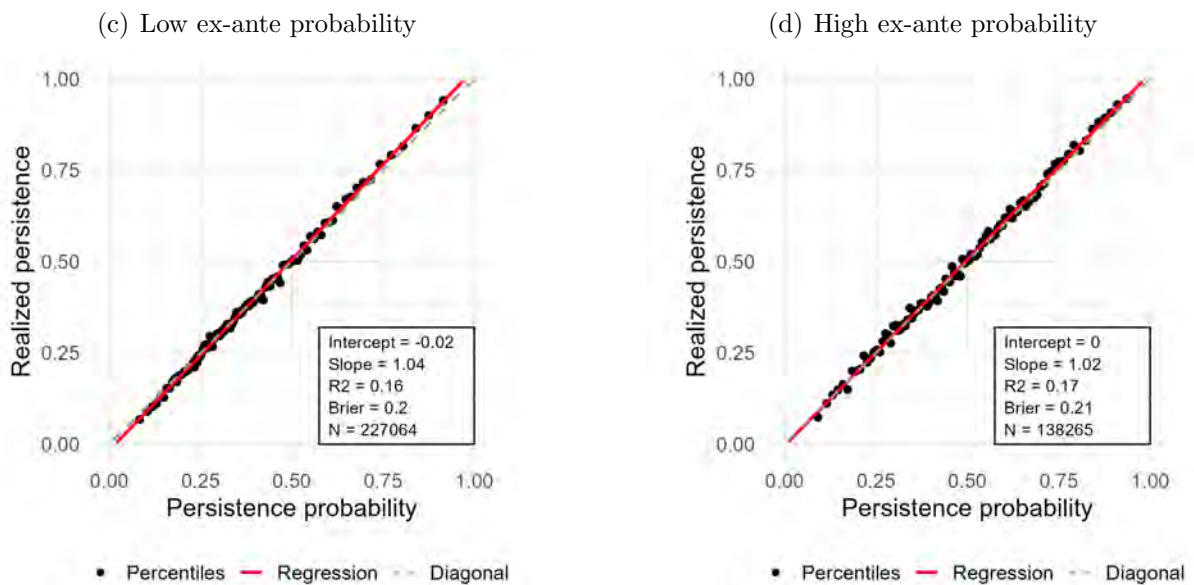 (c) Low ex-ante probability
1.00
0.75
0.50
0.25
0.00
Realized persistence
Intercept = -0.02
Slope = 1.04
R2 = 0.16
Brier = 0.2
N = 227064
0.00 0.25 0.50 0.75 1.00
Persistence probability
Percentiles Regression Diagonal
(d) High ex-ante probability
1.00
0.75
0.50
0.25
0.00
Realized persistence
Intercept = 0
Slope = 1.02
R2 = 0.17
Brier = 0.21
N = 138265
0.00 0.25 0.50 0.75 1.00
Persistence probability
Percentiles Regression Diagonal